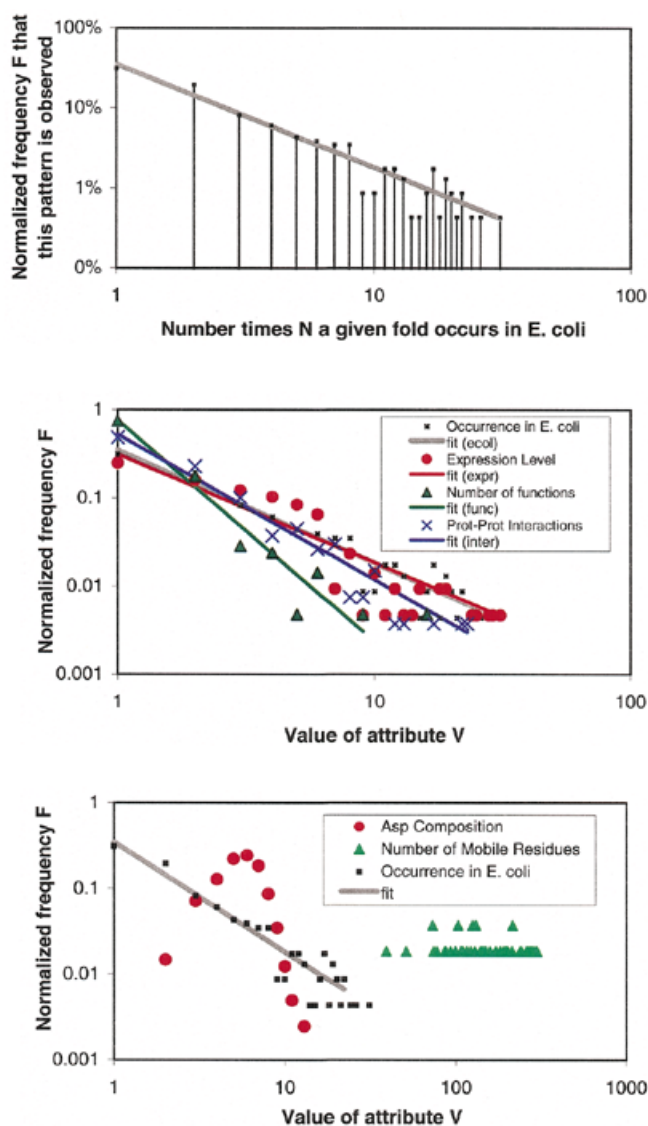 Normalized frequency F that
this pattern is observed
100%
10%
1%
0%
1
10
100
Number times N a given fold occurs in E. coli
Normalized frequency F
1
0.1
0.01
0.001
Occurrence in E. coli
fit (ecol)
Expression Level
fit (expr)
Number of functions
fit (func)
Prot-Prot Interactions
fit (inter)
1
10
100
Value of attribute V
Normalized frequency F
1
0.1
0.01
0.001
Asp Composition
Number of Mobile Residues
Occurrence in E. coli
fit
1
10
100
1000
Value of attribute V